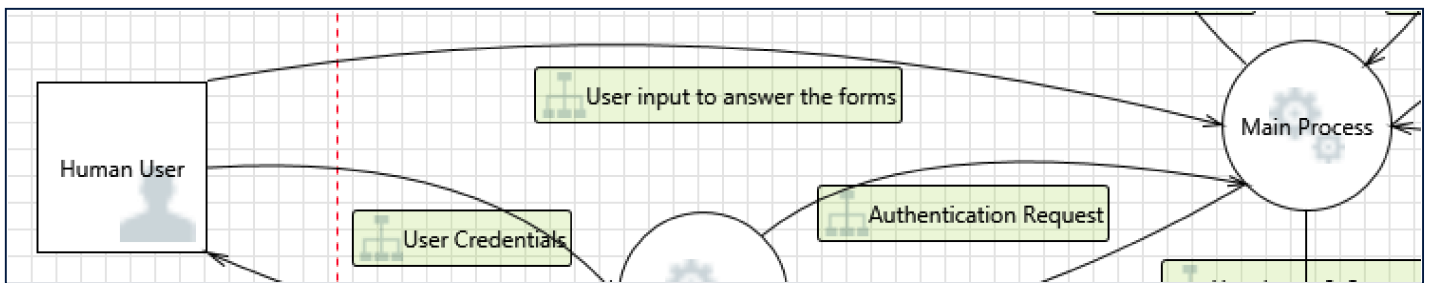 User input to answer the forms
Main Process
Human User
Authentication Request
User Credentials